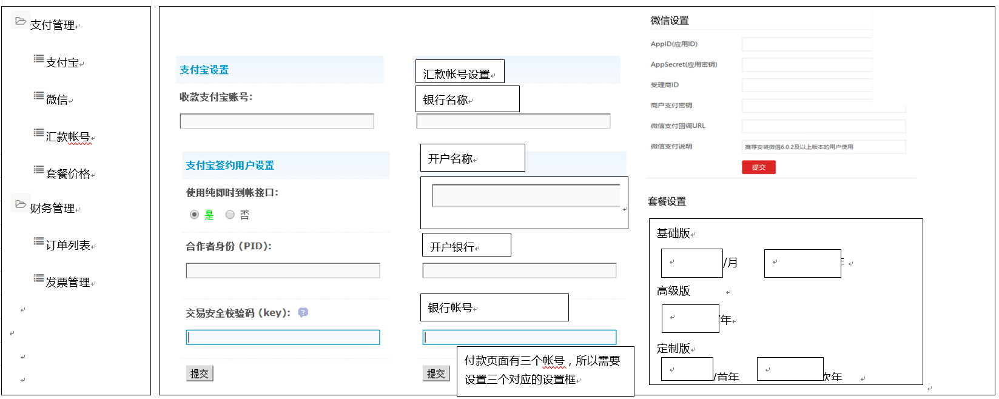 支付管理
支付宝
微信
汇款帐号
套餐价格
财务管理
订单列表
发票管理
支付宝设置
收款支付宝账号:
支付宝签约用户设置
使用纯即时到帐接口:
是 否
合作者身份 (PID):
交易安全校验码 (key):
提交
汇款帐号设置
银行名称
开户名称
开户银行
银行帐号
提交
付款页面有三个帐号，所以需要
设置三个对应的设置框
微信设置
AppID(应用ID)
AppSecret(应用密钥)
受理商ID
商户支付密钥
微信支付回调URL
微信支付说明 推荐安装微信6.0.2及以上版本的用户使用
提交
套餐设置
基础版
/月 年
高级版
/年
定制版
/首年 次年